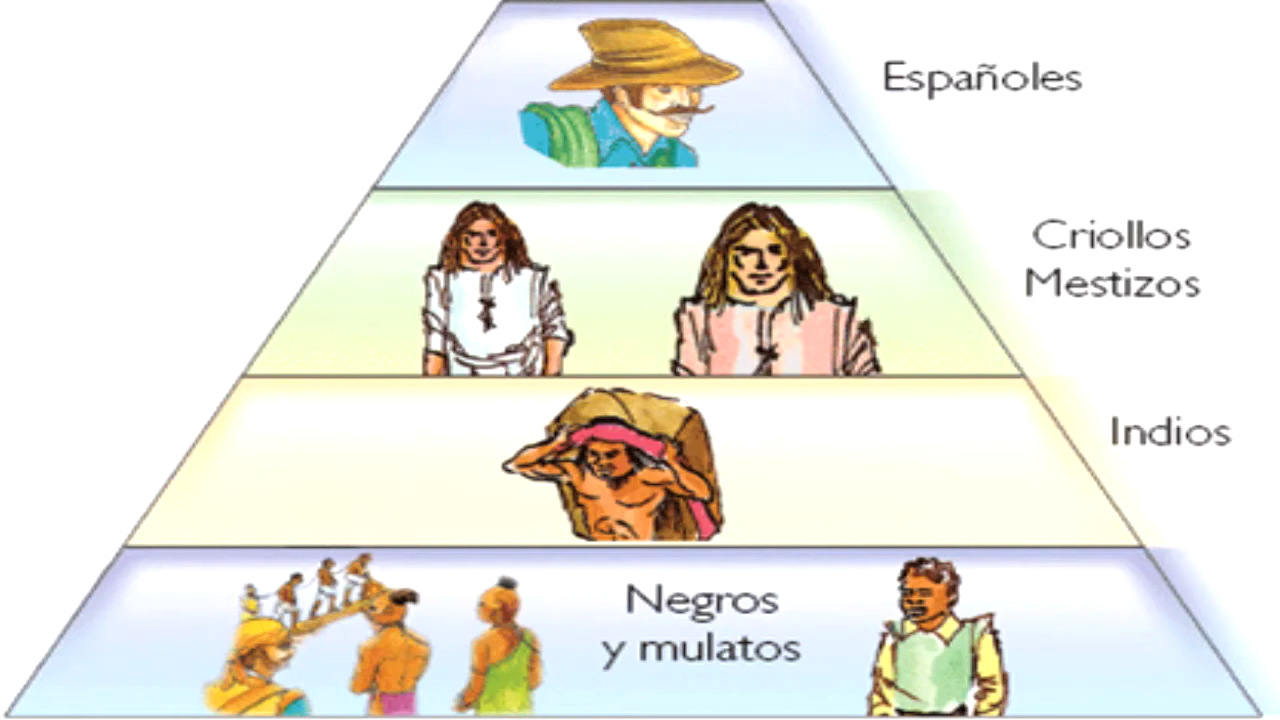 Españoles
Criollos
Mestizos
Indios
Negros
y mulatos